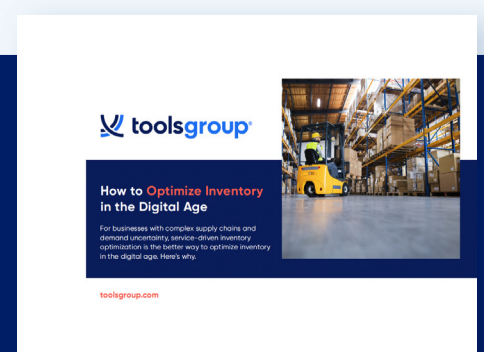 toolsgroup
How to Optimize Inventory
in the Digital Age
For businesses with complex supply chains and
demand uncertainty, service-driven inventory
optimization is the better way to optimize inventory
in the digital age. Here's why.
toolsgroup.com